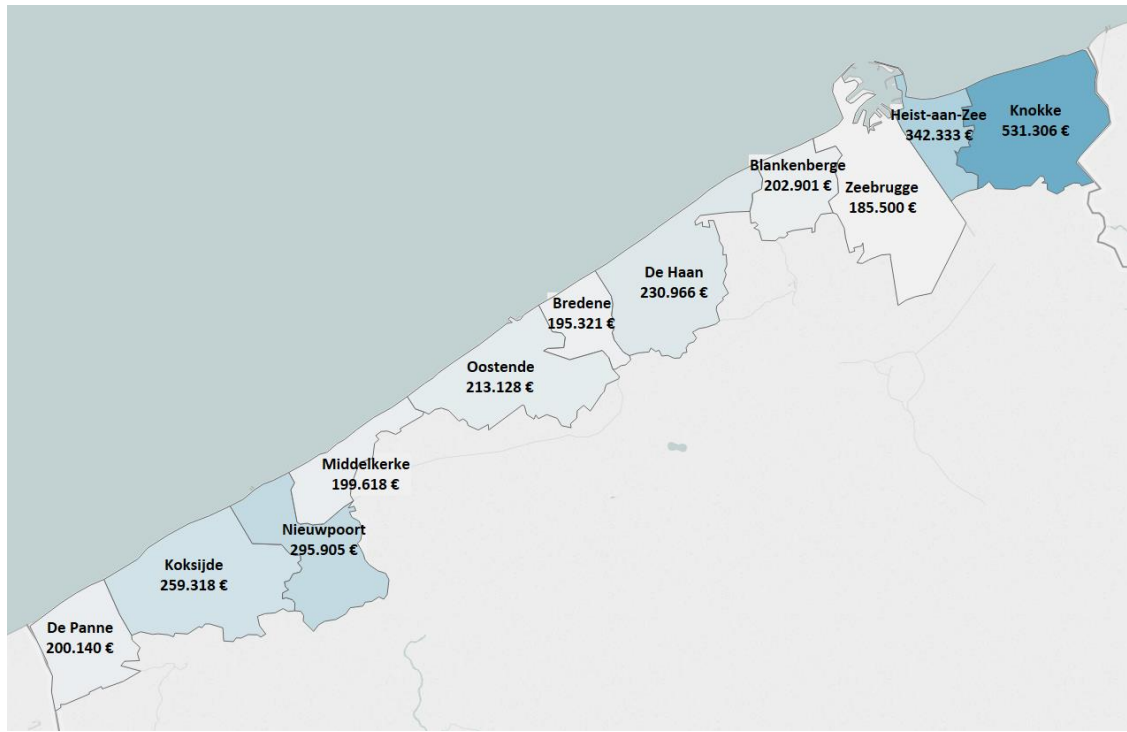 Heist-aan-Zee
342.333 €
Knokke
531.306 €
Blankenberge
202.901 €
Zeebrugge
185.500 €
De Haan
230.966 €
Bredene
195.321 €
Oostende
213.128 €
Middelkerke
199.618 €
Nieuwpoort
295.905 €
Koksijde
259.318 €
De Panne
200.140 €